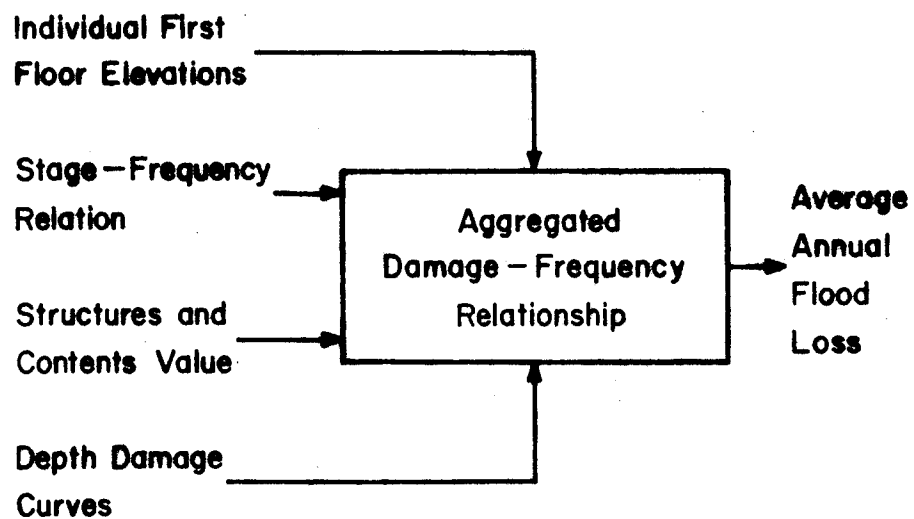 Individual First
Floor Elevations
Stage-Frequency
Relation
Structures and
Contents Value
Depth Damage
Curves
Aggregated
Damage-Frequency
Relationship
Average
Annual
Flood
Loss